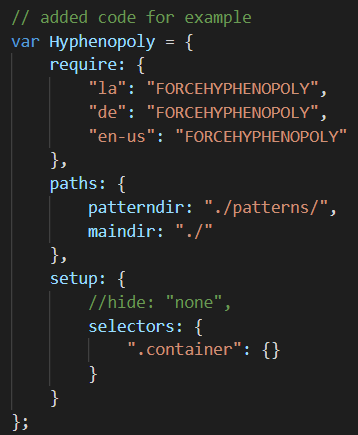 // added code for example
var Hyphenopoly = {
    require: {
        "la": "FORCEHYPHENOPOLY",
        "de": "FORCEHYPHENOPOLY",
        "en-us": "FORCEHYPHENOPOLY"
    },
    paths: {
        patterndir: "./patterns/",
        maindir: "./"
    },
    setup: {
        //hide: "none",
        selectors: {
            ".container": {}
        }
    }
};